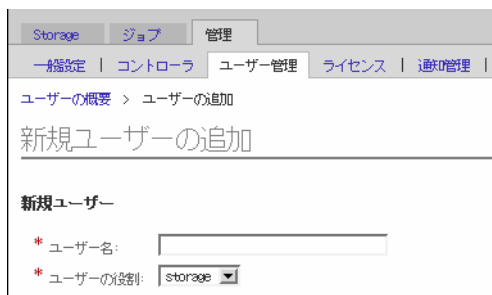 Storage ジョブ 管理
一般設定 | コントローラ ユーザー管理 ライセンス | 通知管理 |
ユーザーの概要 > ユーザーの追加
新規ユーザーの追加
新規ユーザー
* ユーザー名:
* ユーザーの役割: storage